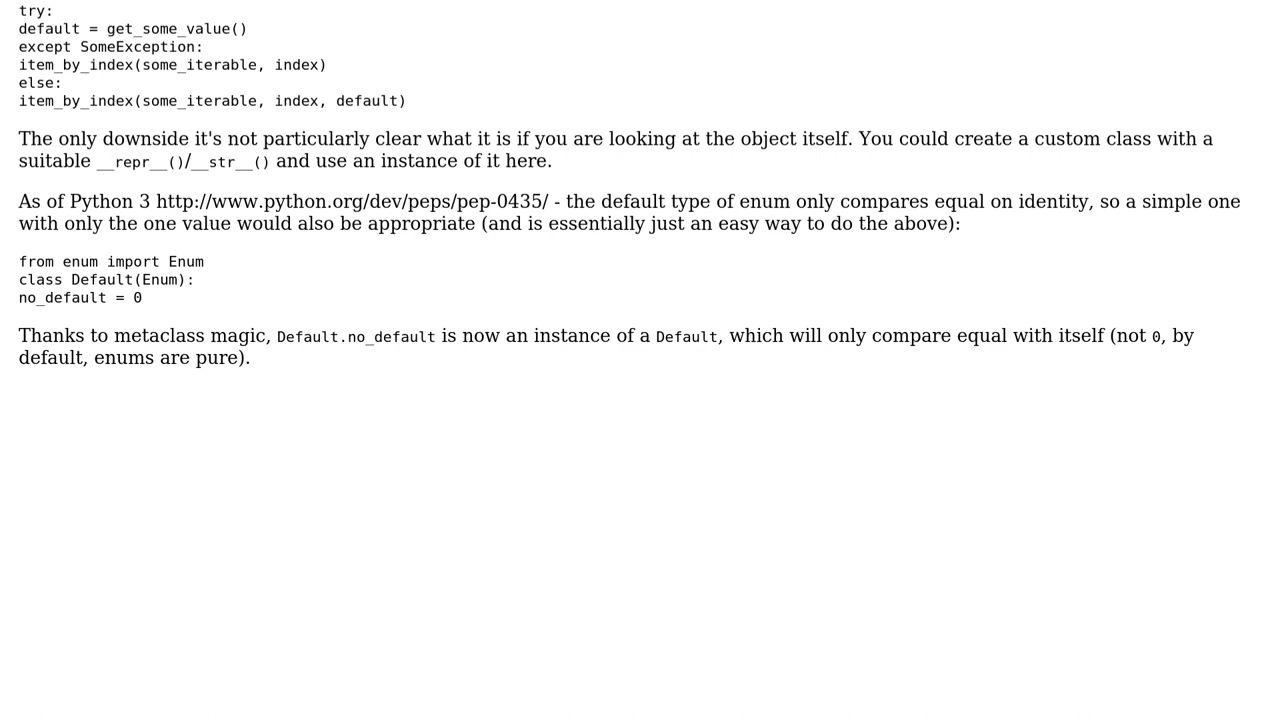 try:
default = get_some_value()
except SomeException:
item_by_index(some_iterable, index)
else:
item_by_index(some_iterable, index, default)
The only downside it's not particularly clear what it is if you are looking at the object itself. You could create a custom class with a
suitable __repr__()/__str__() and use an instance of it here.
As of Python 3 http://www.python.org/dev/peps/pep-0435/ - the default type of enum only compares equal on identity, so a simple one
with only the one value would also be appropriate (and is essentially just an easy way to do the above):
from enum import Enum
class Default(Enum):
no_default = 0
Thanks to metaclass magic, Default.no_default is now an instance of a Default, which will only compare equal with itself (not 0, by
default, enums are pure).